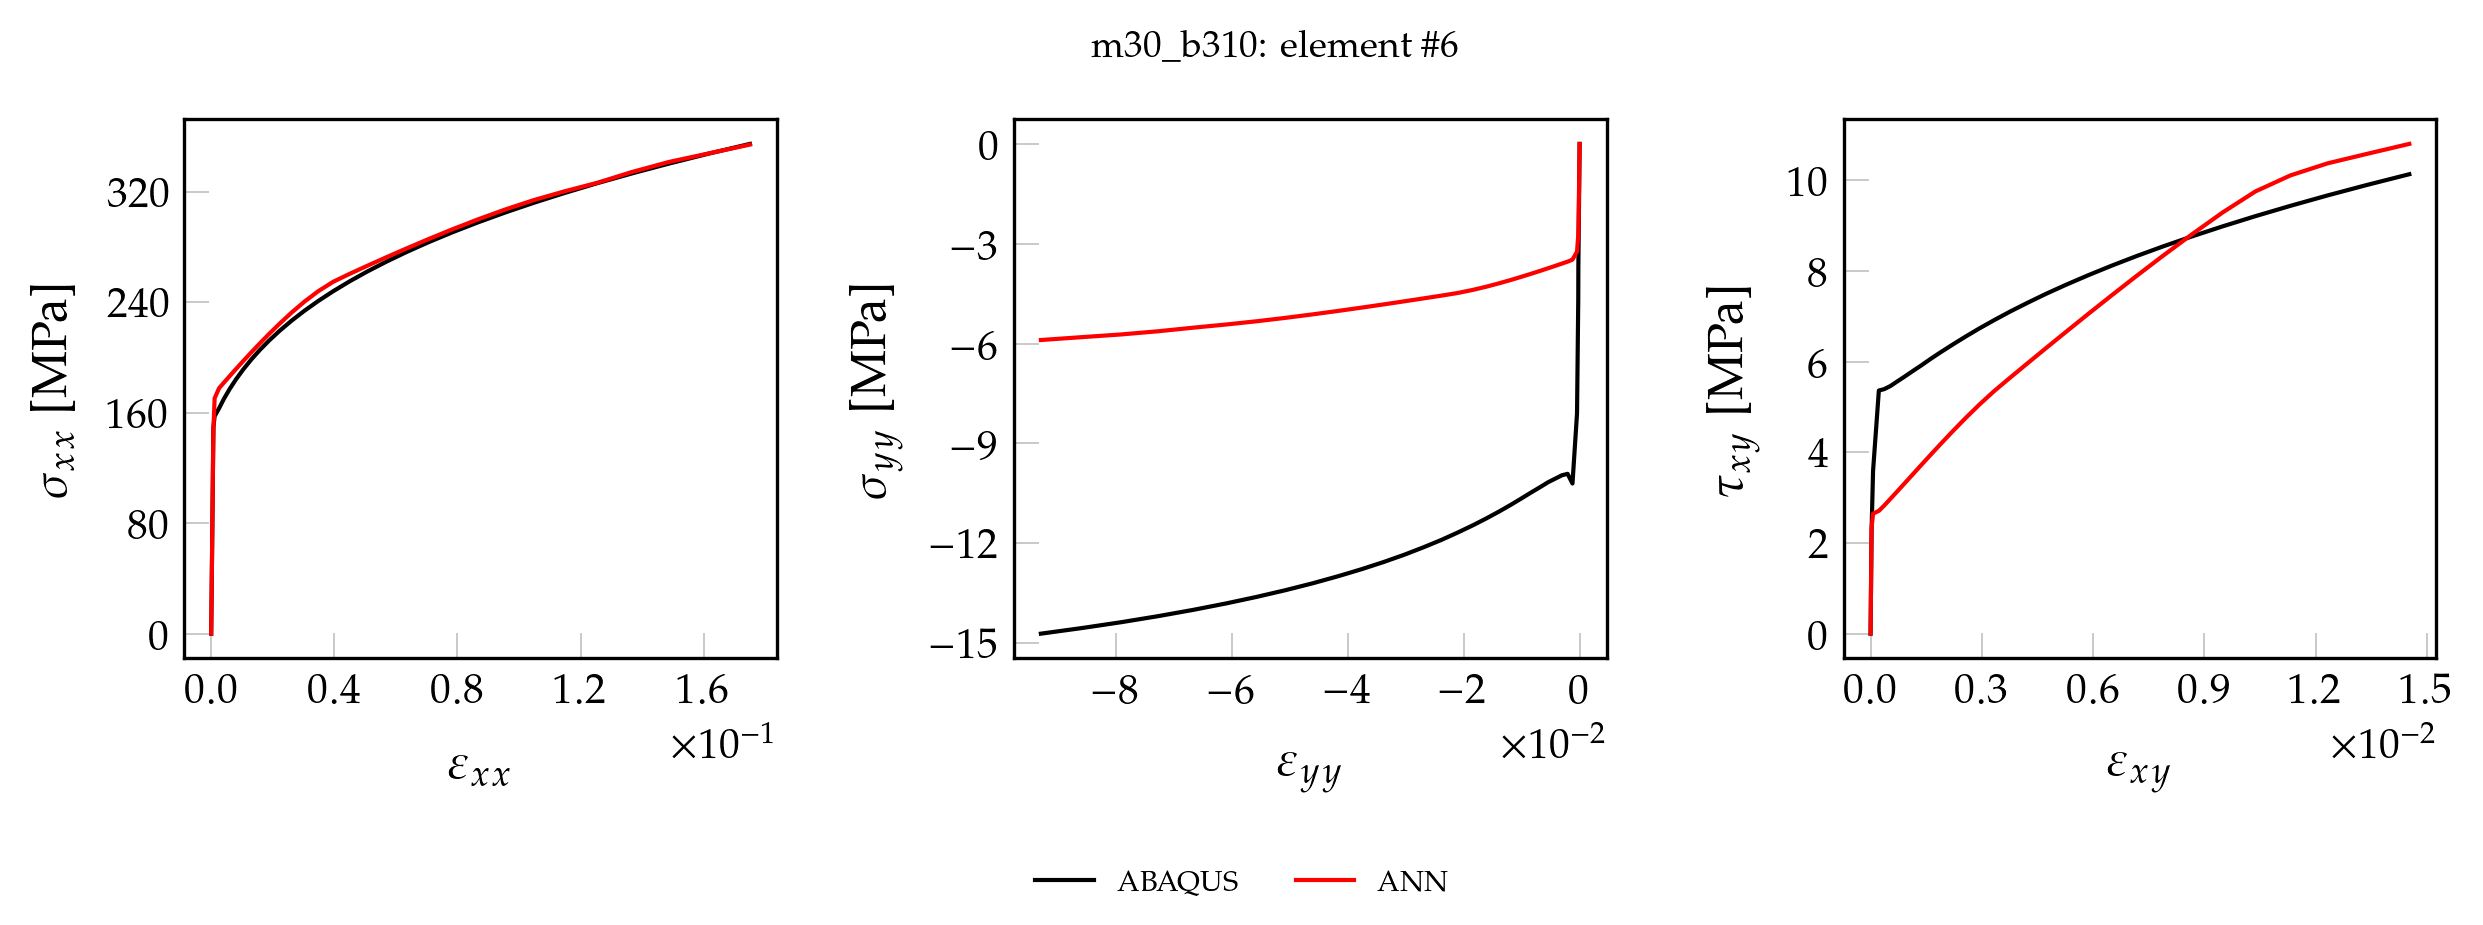 m30_b310: element #6
σxx [MPa]
320
240
160
80
0
0.0 0.4 0.8 1.2 1.6
×10−1
εxx
σyy [MPa]
0
−3
−6
−9
−12
−15
−8 −6 −4 −2 0
×10−2
εyy
τxy [MPa]
10
8
6
4
2
0
0.0 0.3 0.6 0.9 1.2 1.5
×10−2
εxy
ABAQUS ANN